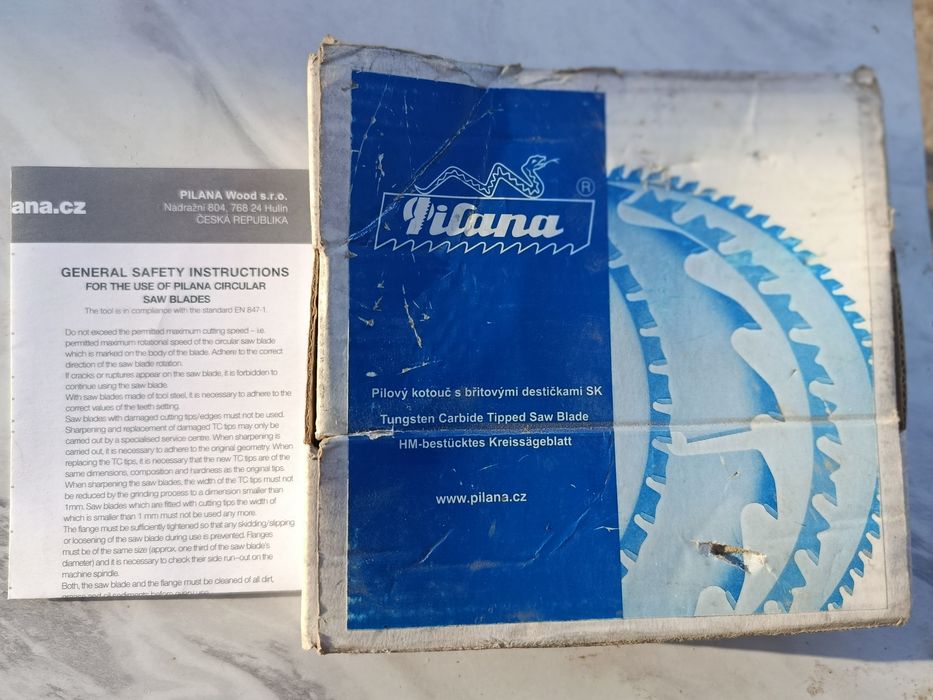 ana.cz
PILANA Wood s.r.o.
Nádražní 804, 768 24 Hulín
ČESKÁ REPUBLIKA
GENERAL SAFETY INSTRUCTIONS
FOR THE USE OF PILANA CIRCULAR
SAW BLADES
The tool is in compliance with the standard EN 847-1.
Do not exceed the permitted maximum cutting speed – i.e.
permitted maximum rotational speed of the circular saw blade
which is marked on the body of the blade. Adhere to the correct
direction of the saw blade rotation.
If cracks or ruptures appear on the saw blade, it is forbidden to
continue using the saw blade.
With saw blades made of tool steel, it is necessary to adhere to the
correct values of the teeth setting.
Saw blades with damaged cutting tips/edges must not be used.
Sharpening and replacement of damaged TC tips may only be
carried out by a specialised service centre. When sharpening is
carried out, it is necessary to adhere to the original geometry. When
replacing the TC tips, it is necessary that the new TC tips are of the
same dimensions, composition and hardness as the original tips.
When sharpening the saw blades, the width of the TC tips must not
be reduced by the grinding process to a dimension smaller than
1mm. Saw blades which are fitted with cutting tips the width of
which is smaller than 1 mm must not be used any more.
The flange must be sufficiently tightened so that any skidding/slipping
or loosening of the saw blade during use is prevented. Flanges
must be of the same size (approx. one third of the saw blade's
diameter) and it is necessary to check their side run-out on the
machine spindle.
Both, the saw blade and the flange must be cleaned of all dirt,
grease and oil sediments before every use.
Pilana ®
Pilový kotouč s břitovými destičkami SK
Tungsten Carbide Tipped Saw Blade
HM-bestücktes Kreissägeblatt
www.pilana.cz